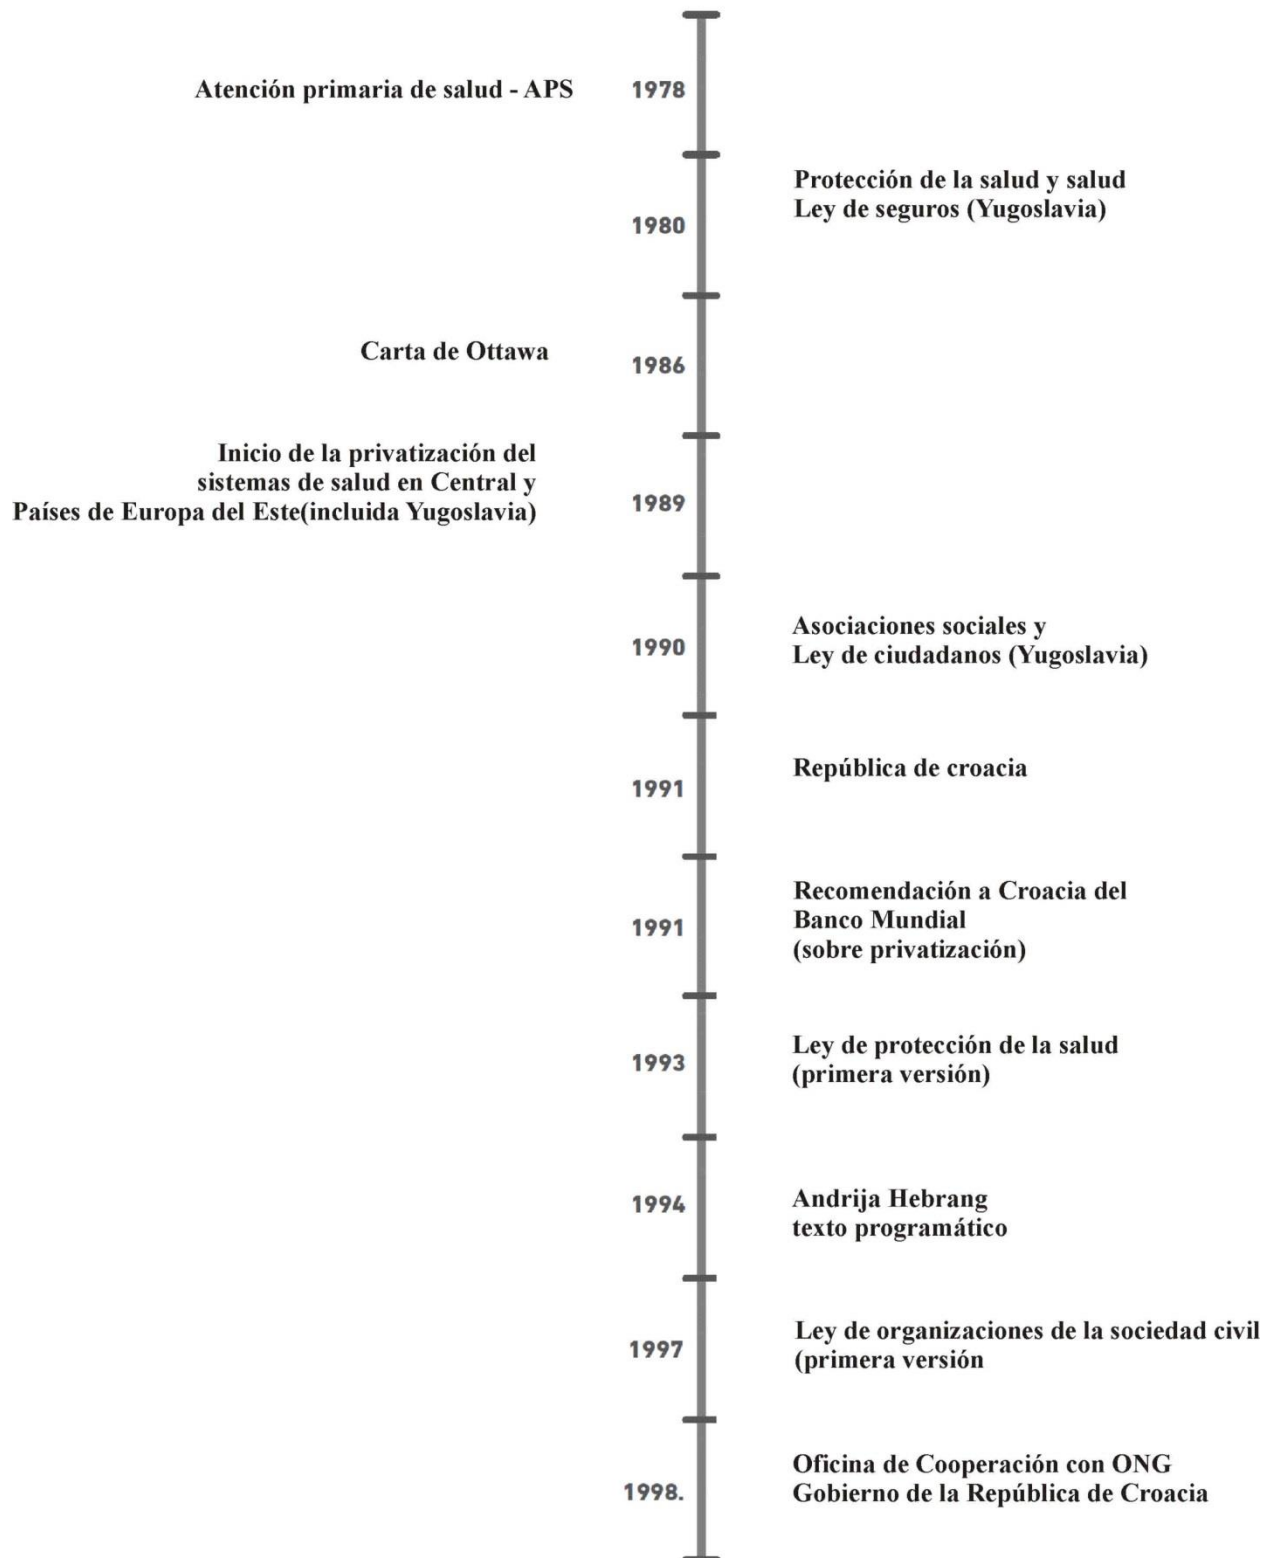 Atención primaria de salud - APS
1978
Protección de la salud y salud
Ley de seguros (Yugoslavia)
1980
Carta de Ottawa
1986
Inicio de la privatización del
sistemas de salud en Central y
Países de Europa del Este(incluida Yugoslavia)
1989
Asociaciones sociales y
Ley de ciudadanos (Yugoslavia)
1990
República de croacia
1991
Recomendación a Croacia del
Banco Mundial
(sobre privatización)
1991
Ley de protección de la salud
(primera versión)
1993
Andrija Hebrang
texto programático
1994
Ley de organizaciones de la sociedad civil
(primera versión
1997
Oficina de Cooperación con ONG
Gobierno de la República de Croacia
1998.